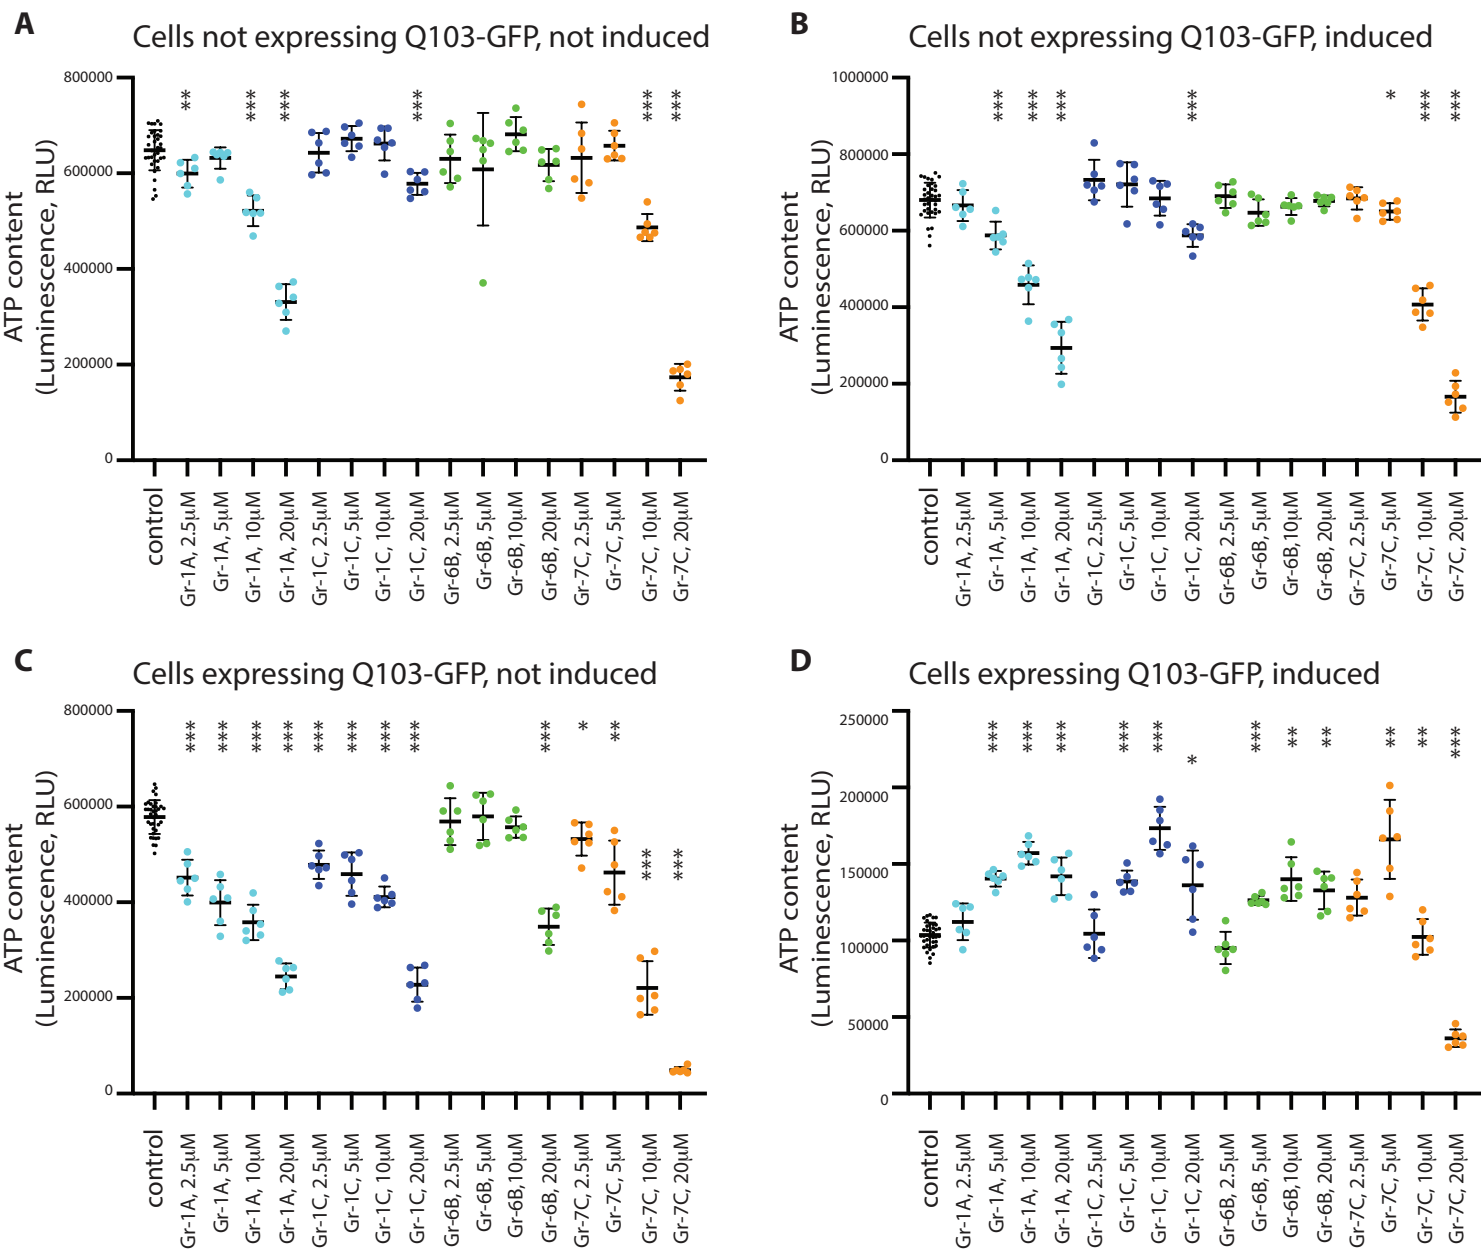 A
Cells not expressing Q103-GFP, not induced
ATP content
(Luminescence, RLU)
800000
600000
400000
200000
0
** *** *** *** *** ***
control
Gr-1A, 2.5µM
Gr-1A, 5µM
Gr-1A, 10µM
Gr-1A, 20µM
Gr-1C, 2.5µM
Gr-1C, 5µM
Gr-1C, 10µM
Gr-1C, 20µM
Gr-6B, 2.5µM
Gr-6B, 5µM
Gr-6B, 10µM
Gr-6B, 20µM
Gr-7C, 2.5µM
Gr-7C, 5µM
Gr-7C, 10µM
Gr-7C, 20µM
B
Cells not expressing Q103-GFP, induced
ATP content
(Luminescence, RLU)
1000000
800000
600000
400000
200000
0
*** *** *** *** * *** ***
control
Gr-1A, 2.5µM
Gr-1A, 5µM
Gr-1A, 10µM
Gr-1A, 20µM
Gr-1C, 2.5µM
Gr-1C, 5µM
Gr-1C, 10µM
Gr-1C, 20µM
Gr-6B, 2.5µM
Gr-6B, 5µM
Gr-6B,10µM
Gr-6B, 20µM
Gr-7C, 2.5µM
Gr-7C, 5µM
Gr-7C, 10µM
Gr-7C, 20µM
C
Cells expressing Q103-GFP, not induced
ATP content
(Luminescence, RLU)
800000
600000
400000
200000
0
*** *** *** *** *** *** *** *** *** * ** *** ***
control
Gr-1A, 2.5µM
Gr-1A, 5µM
Gr-1A, 10µM
Gr-1A, 20µM
Gr-1C, 2.5µM
Gr-1C, 5µM
Gr-1C, 10µM
Gr-1C, 20µM
Gr-6B, 2.5µM
Gr-6B, 5µM
Gr-6B, 10µM
Gr-6B, 20µM
Gr-7C, 2.5µM
Gr-7C, 5µM
Gr-7C, 10µM
Gr-7C, 20µM
D
Cells expressing Q103-GFP, induced
ATP content
(Luminescence, RLU)
250000
200000
150000
100000
50000
0
*** *** *** *** *** * *** ** ** ** ** ***
control
Gr-1A, 2.5µM
Gr-1A, 5µM
Gr-1A, 10µM
Gr-1A, 20µM
Gr-1C, 2.5µM
Gr-1C, 5µM
Gr-1C, 10µM
Gr-1C, 20µM
Gr-6B, 2.5µM
Gr-6B, 5µM
Gr-6B,10µM
Gr-6B, 20µM
Gr-7C, 2.5µM
Gr-7C, 5µM
Gr-7C, 10µM
Gr-7C, 20µM